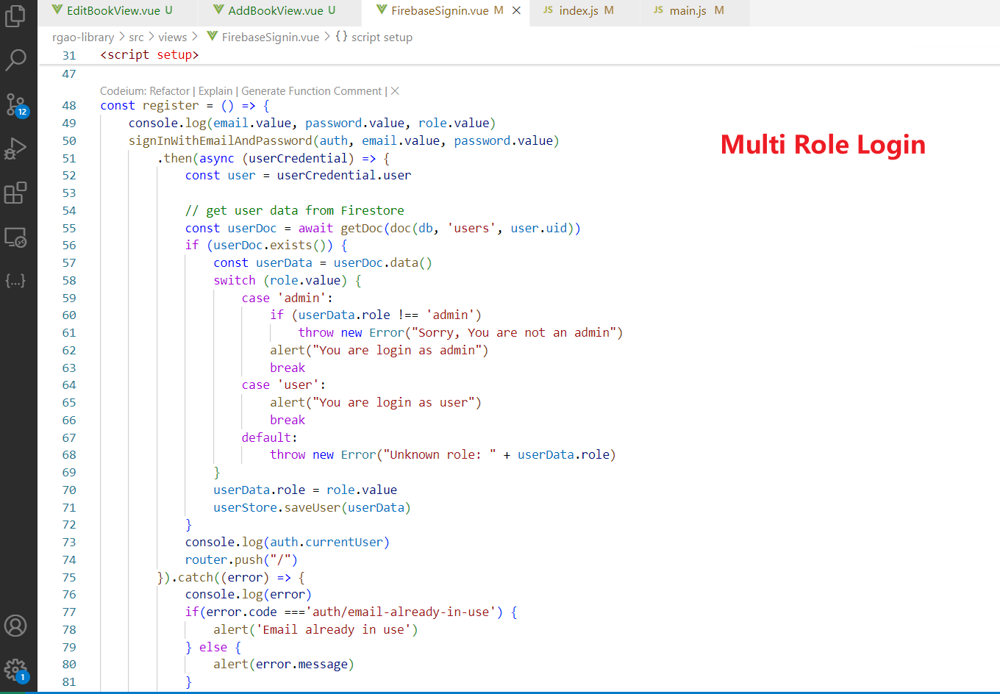 EditBookView.vue U AddBookView.vue U FirebaseSignin.vue M JS index.js M JS main.js M
rgao-library > src > views > FirebaseSignin.vue > {} script setup
31 <script setup>
47
Codeium: Refactor | Explain | Generate Function Comment | ×
48 const register = () => {
49     console.log(email.value, password.value, role.value)
50     signInWithEmailAndPassword(auth, email.value, password.value)
Multi Role Login
51         .then(async (userCredential) => {
52             const user = userCredential.user
53
54             // get user data from Firestore
55             const userDoc = await getDoc(doc(db, 'users', user.uid))
56             if (userDoc.exists()) {
57                 const userData = userDoc.data()
58                 switch (role.value) {
59                     case 'admin':
60                         if (userData.role !== 'admin')
61                             throw new Error("Sorry, You are not an admin")
62                         alert("You are login as admin")
63                         break
64                     case 'user':
65                         alert("You are login as user")
66                         break
67                     default:
68                         throw new Error("Unknown role: " + userData.role)
69                 }
70                 userData.role = role.value
71                 userStore.saveUser(userData)
72             }
73             console.log(auth.currentUser)
74             router.push("/")
75         }).catch((error) => {
76             console.log(error)
77             if(error.code ==='auth/email-already-in-use') {
78                 alert('Email already in use')
79             } else {
80                 alert(error.message)
81             }
12
{...}
1